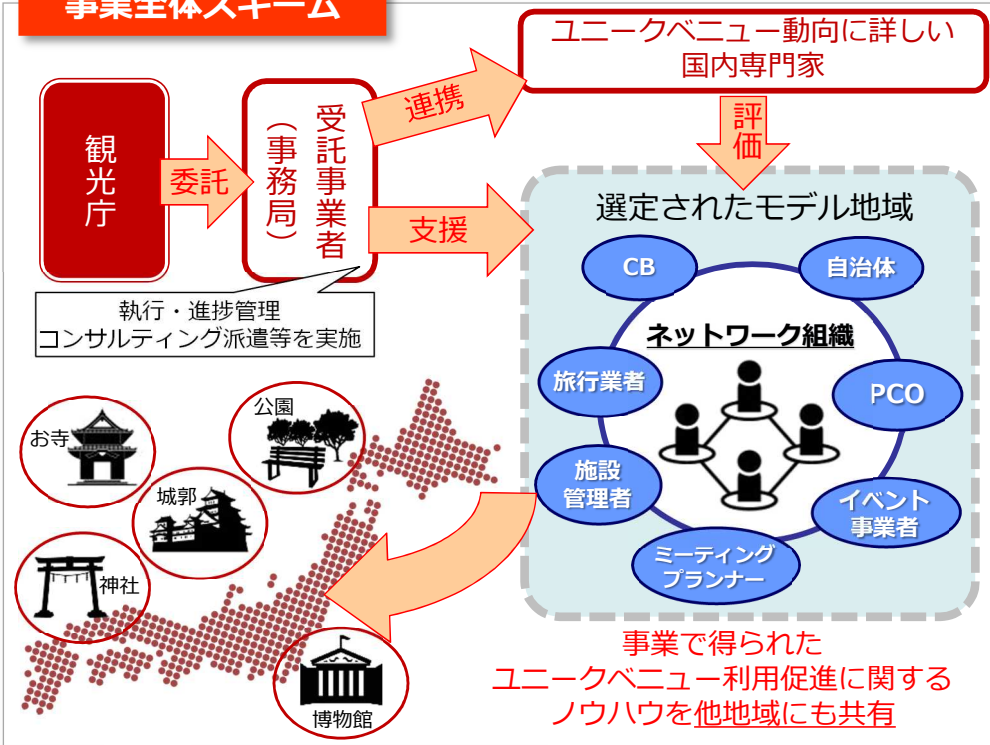 事業全体スキーム
ユニークベニュー動向に詳しい
国内専門家
観光庁
委託
受託事業者
（事務局）
連携
支援
評価
執行・進捗管理
コンサルティング派遣等を実施
選定されたモデル地域
CB
自治体
ネットワーク組織
旅行業者
PCO
施設
管理者
イベント
事業者
ミーティング
プランナー
お寺
公園
城郭
神社
博物館
事業で得られた
ユニークベニュー利用促進に関する
ノウハウを他地域にも共有